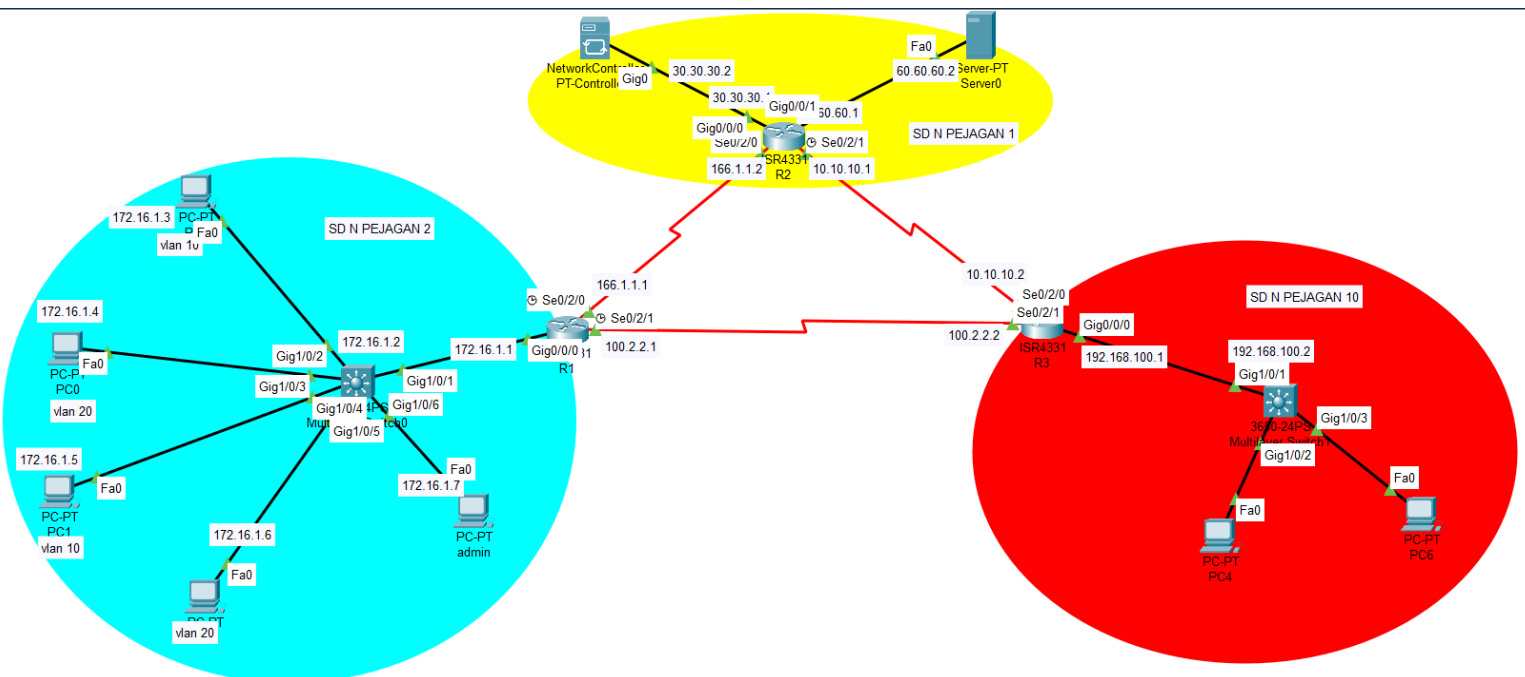 Fa0
NetworkController
PT-Controll
Gig0
30.30.30.2
60.60.60.2
Server-PT
Server0
30.30.30.
Gig0/0/1
60.60.1
Gig0/0/0
SD N PEJAGAN 1
Se0/2/0
Se0/2/1
ISR4331
R2
166.1.1.2
10.10.10.1
172.16.1.3
PC-PT
Fa0
vlan 10
SD N PEJAGAN 2
10.10.10.2
166.1.1.1
Se0/2/0
Se0/2/0
SD N PEJAGAN 10
172.16.1.4
Se0/2/1
Se0/2/1
Gig0/0/0
172.16.1.2
172.16.1.1
Gig0/0/0
R1
100.2.2.1
100.2.2.2
ISR4331
R3
192.168.100.1
192.168.100.2
Gig1/0/2
Fa0
PC-PT
PC0
Gig1/0/3
Gig1/0/1
Gig1/0/1
vlan 20
Gig1/0/4
Gig1/0/6
Gig1/0/5
Gig1/0/3
3650-24PS
Multilayer Switch1
Gig1/0/2
172.16.1.5
Fa0
Fa0
172.16.1.7
Fa0
Fa0
PC-PT
PC1
vlan 10
PC-PT
admin
172.16.1.6
PC-PT
PC4
PC-PT
PC6
Fa0
PC-PT
vlan 20